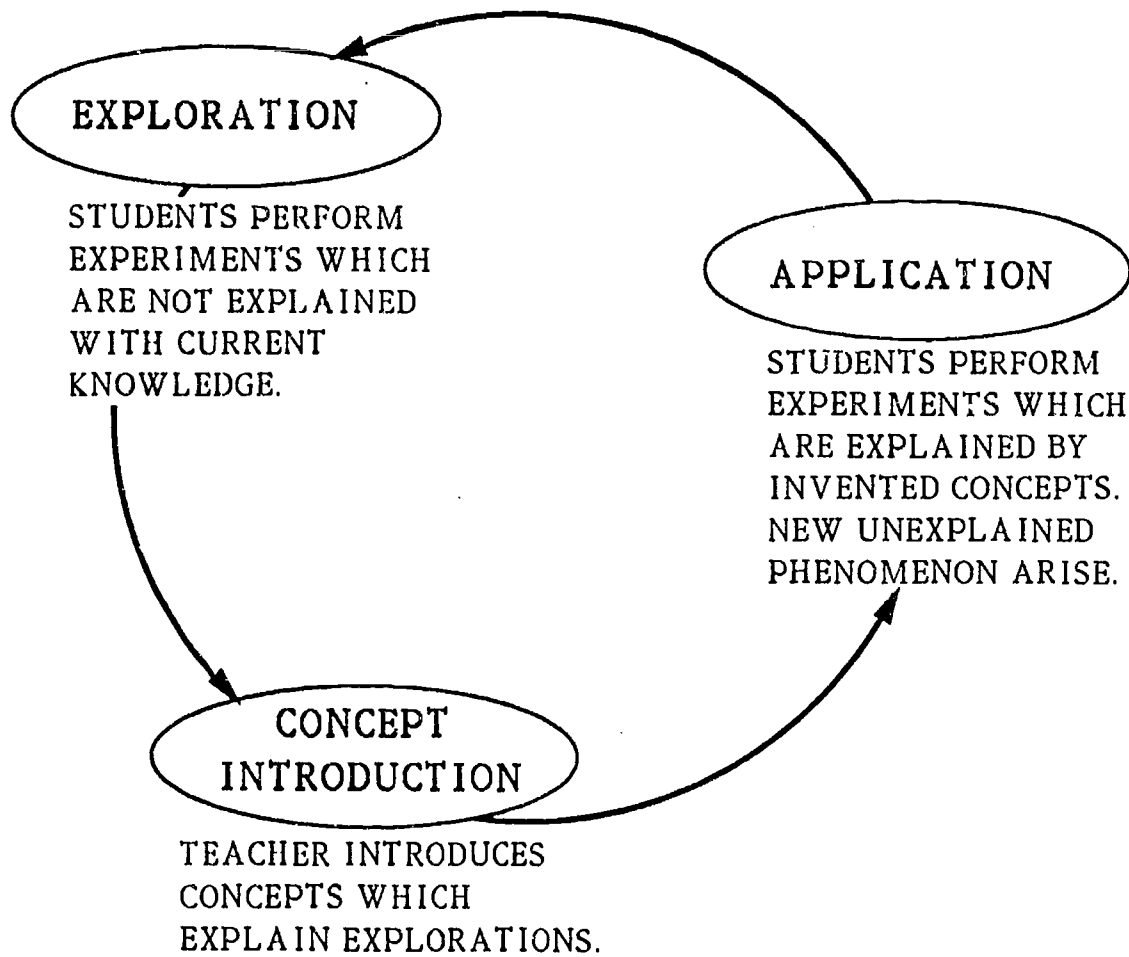 EXPLORATION
STUDENTS PERFORM
EXPERIMENTS WHICH
ARE NOT EXPLAINED
WITH CURRENT
KNOWLEDGE.
APPLICATION
STUDENTS PERFORM
EXPERIMENTS WHICH
ARE EXPLAINED BY
INVENTED CONCEPTS.
NEW UNEXPLAINED
PHENOMENON ARISE.
CONCEPT
INTRODUCTION
TEACHER INTRODUCES
CONCEPTS WHICH
EXPLAIN EXPLORATIONS.